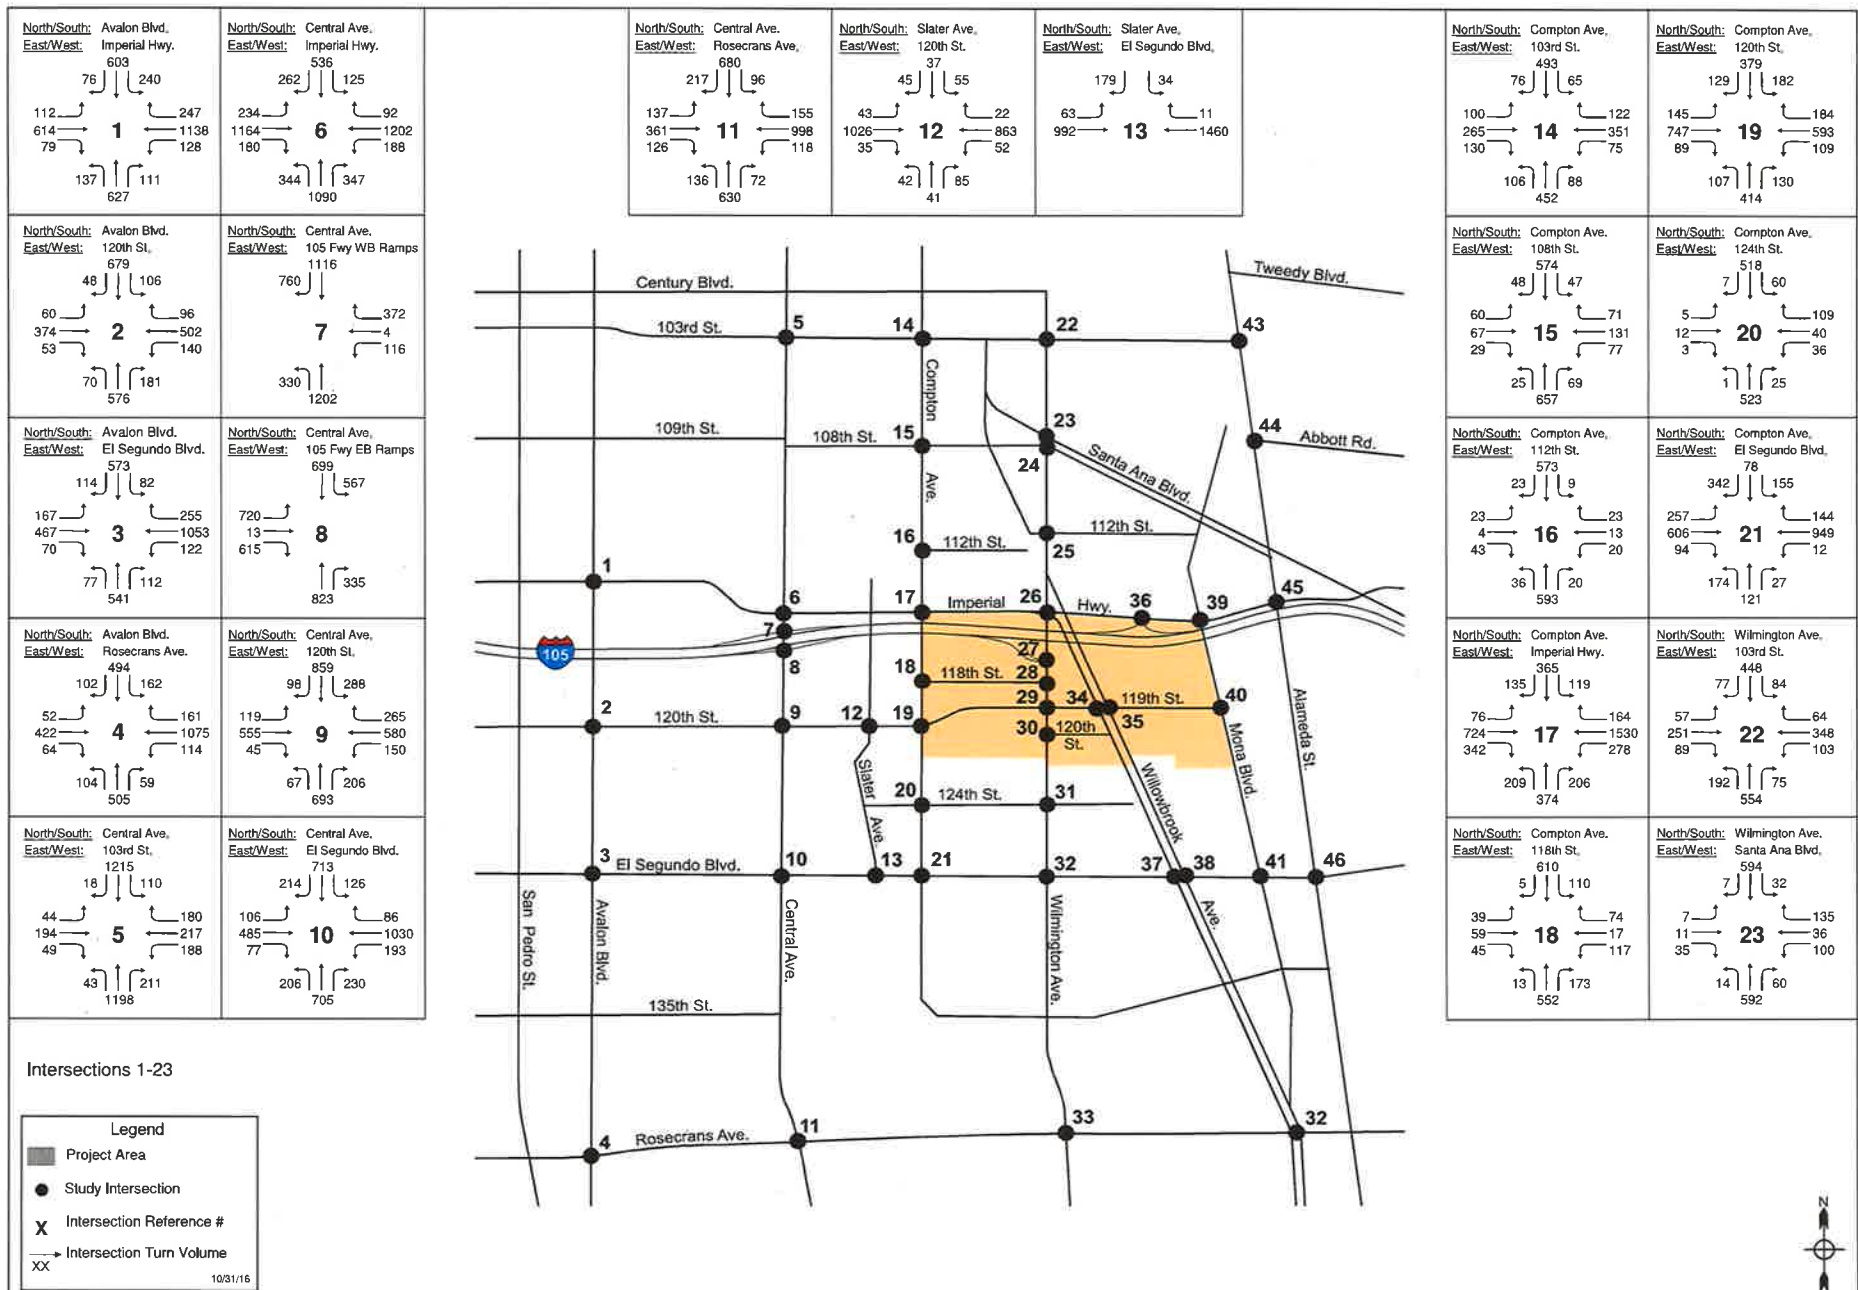 North/South: Avalon Blvd.
East/West: Imperial Hwy.
603
76 240
112 247
614 1 1138
79 128
137 111
627
North/South: Central Ave.
East/West: Imperial Hwy.
536
262 125
234 92
1164 6 1202
180 188
344 347
1090
North/South: Avalon Blvd.
East/West: 120th St.
679
48 106
60 96
374 2 502
53 140
70 181
576
North/South: Central Ave.
East/West: 105 Fwy WB Ramps
1116
760
372
7 4
116
330
1202
North/South: Avalon Blvd.
East/West: El Segundo Blvd.
573
114 82
167 255
467 3 1053
70 122
77 112
541
North/South: Central Ave.
East/West: 105 Fwy EB Ramps
699
567
720
13 8
615
335
823
North/South: Avalon Blvd.
East/West: Rosecrans Ave.
494
102 162
52 161
422 4 1075
64 114
104 59
505
North/South: Central Ave.
East/West: 120th St.
859
98 288
119 265
555 9 580
45 150
67 206
693
North/South: Central Ave.
East/West: 103rd St.
1215
18 110
44 180
194 5 217
49 188
43 211
1198
North/South: Central Ave.
East/West: El Segundo Blvd.
713
214 126
106 86
485 10 1030
77 193
206 230
705
North/South: Central Ave.
East/West: Rosecrans Ave.
680
217 96
137 155
361 11 998
126 118
136 72
630
North/South: Slater Ave.
East/West: 120th St.
37
45 55
43 22
1026 12 863
35 52
42 85
41
North/South: Slater Ave.
East/West: El Segundo Blvd.
179 34
63 11
992 13 1460
North/South: Compton Ave.
East/West: 103rd St.
493
76 65
100 122
265 14 351
130 75
106 88
452
North/South: Compton Ave.
East/West: 120th St.
379
129 182
145 184
747 19 593
89 109
107 130
414
North/South: Compton Ave.
East/West: 108th St.
574
48 47
60 71
67 15 131
29 77
25 69
657
North/South: Compton Ave.
East/West: 124th St.
518
7 60
5 109
12 20 40
3 36
1 25
523
North/South: Compton Ave.
East/West: 112th St.
573
23 9
23 23
4 16 13
43 20
36 20
593
North/South: Compton Ave.
East/West: El Segundo Blvd.
78
342 155
257 144
606 21 949
94 12
174 27
121
North/South: Compton Ave.
East/West: Imperial Hwy.
365
135 119
76 164
724 17 1530
342 278
209 206
374
North/South: Wilmington Ave.
East/West: 103rd St.
448
77 84
57 64
251 22 348
89 103
192 75
554
North/South: Compton Ave.
East/West: 118th St.
610
5 110
39 74
59 18 17
45 117
13 173
552
North/South: Wilmington Ave.
East/West: Santa Ana Blvd.
594
7 32
7 135
11 23 36
35 100
14 60
592
Century Blvd.
Tweedy Blvd.
103rd St.
5 14 22 43
Compton
Ave.
109th St.
108th St.
15 23 44
24
Abbott Rd.
Santa Ana Blvd.
112th St.
16
112th St.
25
1
6 17
Imperial
26
Hwy.
36 39 45
7
105
8
27
18
118th St.
28
29 34
119th St.
40
2
120th St.
9 12 19
30
120th
St.
35
Slater
Ave.
Willowbrook
Ave.
Mona Blvd.
Alameda St.
20
124th St.
31
3
El Segundo Blvd.
10 13 21 32 37 38 41 46
San Pedro St.
Avalon Blvd.
Central Ave.
Wilmington Ave.
135th St.
4
Rosecrans Ave.
11 33 32
Intersections 1-23
Legend
Project Area
Study Intersection
X Intersection Reference #
Intersection Turn Volume
XX
10/31/16
N